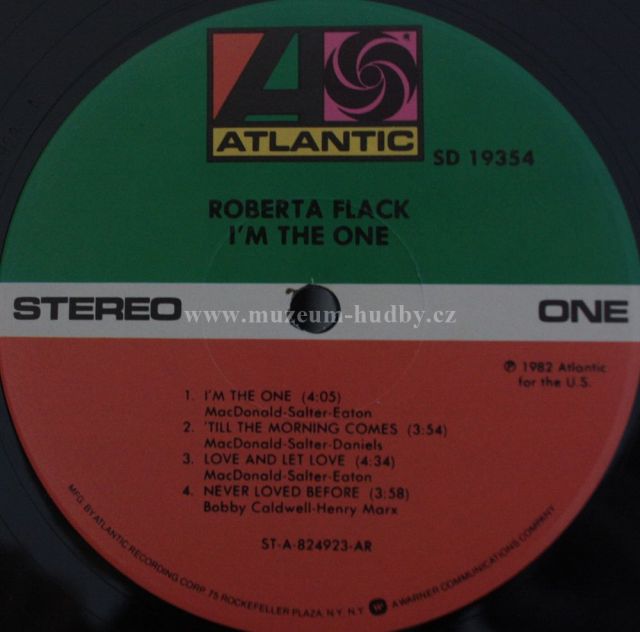 ATLANTIC
®
SD 19354
ROBERTA FLACK
I'M THE ONE
STEREO
www.muzeum-hudby.cz
ONE
℗ 1982 Atlantic
for the U.S.
1. I'M THE ONE (4:05)
MacDonald-Salter-Eaton
2. 'TILL THE MORNING COMES (3:54)
MacDonald-Salter-Daniels
3. LOVE AND LET LOVE (4:34)
MacDonald-Salter-Eaton
4. NEVER LOVED BEFORE (3:58)
Bobby Caldwell-Henry Marx
ST-A-824923-AR
MFG. BY ATLANTIC RECORDING CORP. 75 ROCKEFELLER PLAZA, N.Y. N.Y. A WARNER COMMUNICATIONS COMPANY